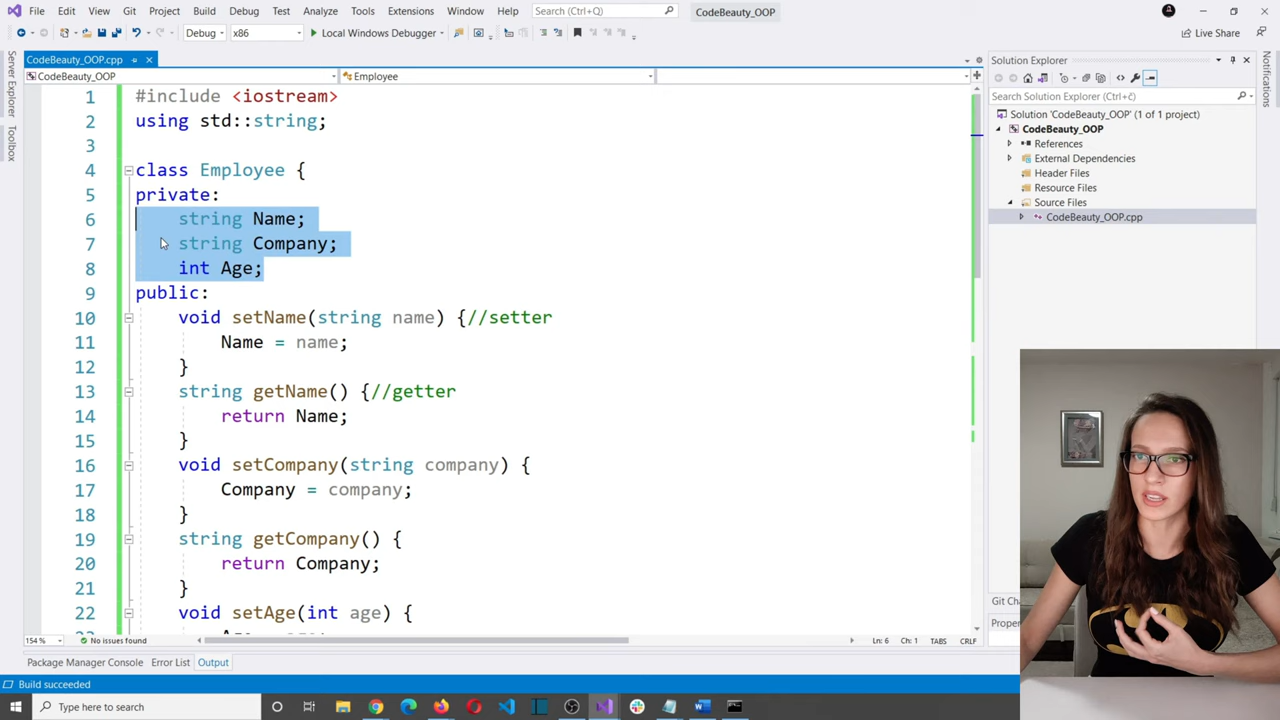 File Edit View Git Project Build Debug Test Analyze Tools Extensions Window Help Search (Ctrl+Q) CodeBeauty_OOP
Debug x86 Local Windows Debugger Live Share
Server Explorer
Toolbox
CodeBeauty_OOP.cpp
CodeBeauty_OOP Employee
1 #include <iostream>
2 using std::string;
3
4 class Employee {
5 private:
6 string Name;
7 string Company;
8 int Age;
9 public:
10 void setName(string name) {//setter
11 Name = name;
12 }
13 string getName() {//getter
14 return Name;
15 }
16 void setCompany(string company) {
17 Company = company;
18 }
19 string getCompany() {
20 return Company;
21 }
22 void setAge(int age) {
154 % No issues found Ln: 6 Ch: 1 TABS CRLF
Solution Explorer
Search Solution Explorer (Ctrl+č)
Solution 'CodeBeauty_OOP' (1 of 1 project)
CodeBeauty_OOP
References
External Dependencies
Header Files
Resource Files
Source Files
CodeBeauty_OOP.cpp
Notifications
Git
Package Manager Console Error List Output
Build succeeded
Type here to search